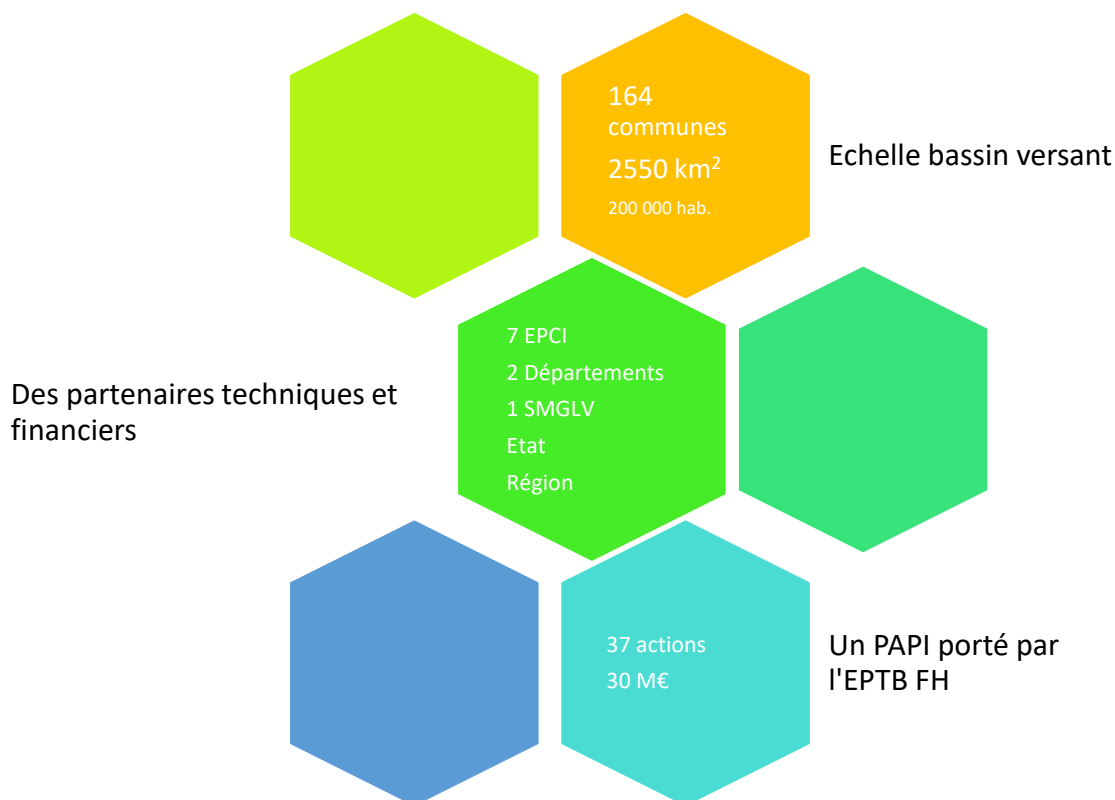 164
communes
2550 km²
200 000 hab.
Echelle bassin versant
Des partenaires techniques et
financiers
7 EPCI
2 Départements
1 SMGLV
Etat
Région
37 actions
30 M€
Un PAPI porté par
l'EPTB FH